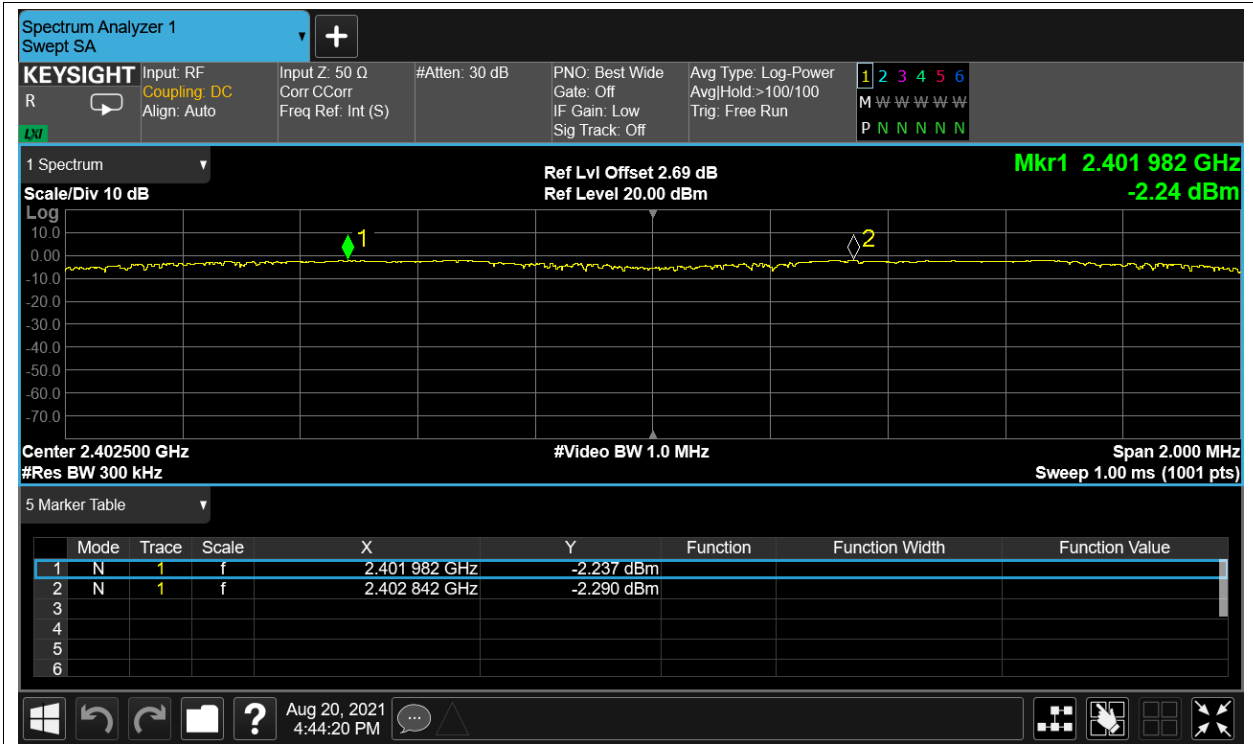 Spectrum Analyzer 1
Swept SA
KEYSIGHT
R
LXI
Input: RF
Coupling: DC
Align: Auto
Input Z: 50 Ω
Corr CCorr
Freq Ref: Int (S)
#Atten: 30 dB
PNO: Best Wide
Gate: Off
IF Gain: Low
Sig Track: Off
Avg Type: Log-Power
Avg|Hold:>100/100
Trig: Free Run
1 2 3 4 5 6
M W W W W W
P N N N N N
1 Spectrum
Scale/Div 10 dB
Ref Lvl Offset 2.69 dB
Ref Level 20.00 dBm
Mkr1 2.401 982 GHz
-2.24 dBm
Log
10.0
0.00
-10.0
-20.0
-30.0
-40.0
-50.0
-60.0
-70.0
1
2
Center 2.402500 GHz
#Res BW 300 kHz
#Video BW 1.0 MHz
Span 2.000 MHz
Sweep 1.00 ms (1001 pts)
5 Marker Table
Mode Trace Scale X Y Function Function Width Function Value
1 N 1 f 2.401 982 GHz -2.237 dBm
2 N 1 f 2.402 842 GHz -2.290 dBm
3
4
5
6
?
Aug 20, 2021
4:44:20 PM